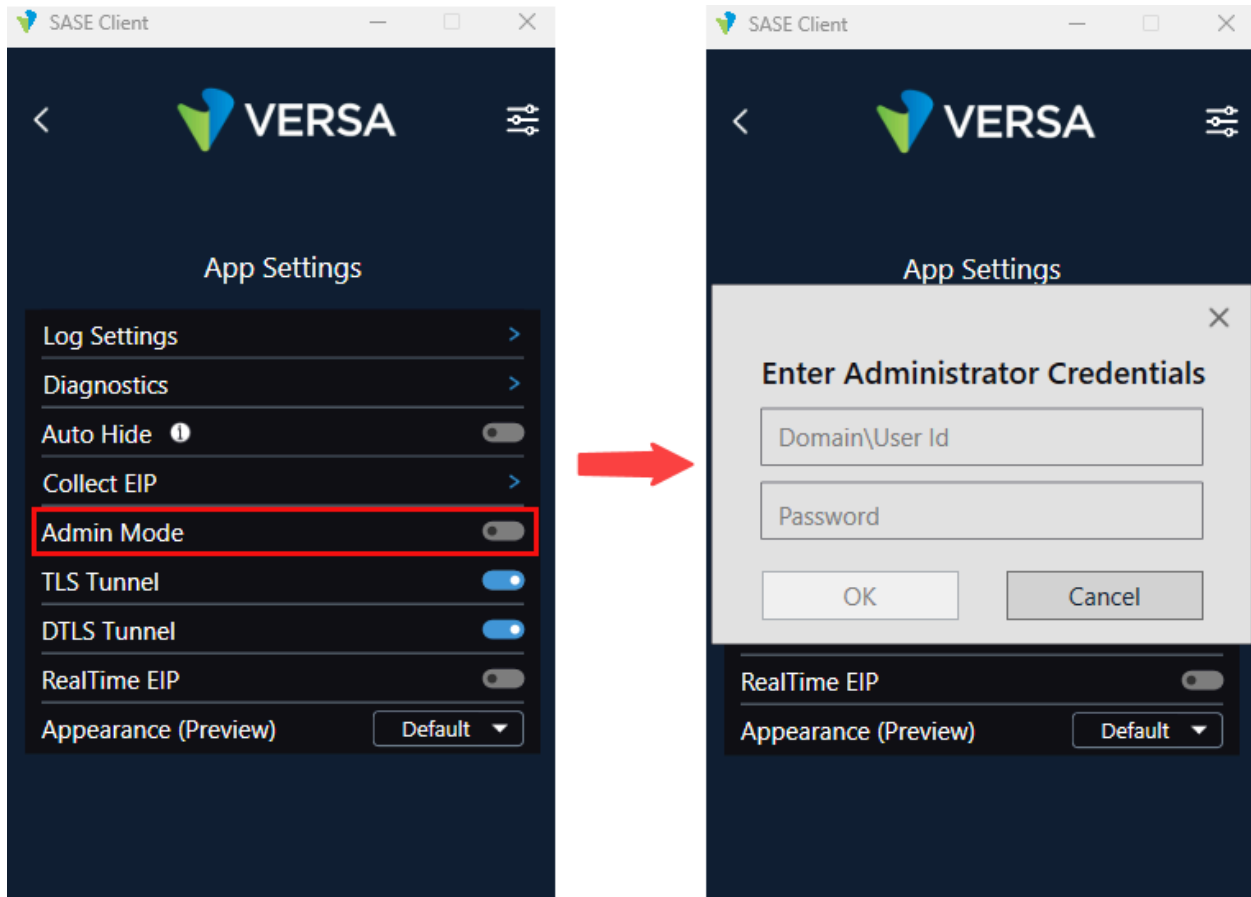 SASE Client
VERSA
App Settings
Log Settings
Diagnostics
Auto Hide
Collect EIP
Admin Mode
TLS Tunnel
DTLS Tunnel
RealTime EIP
Appearance (Preview) Default
SASE Client
VERSA
App Settings
Enter Administrator Credentials
Domain\User Id
Password
OK Cancel
RealTime EIP
Appearance (Preview) Default